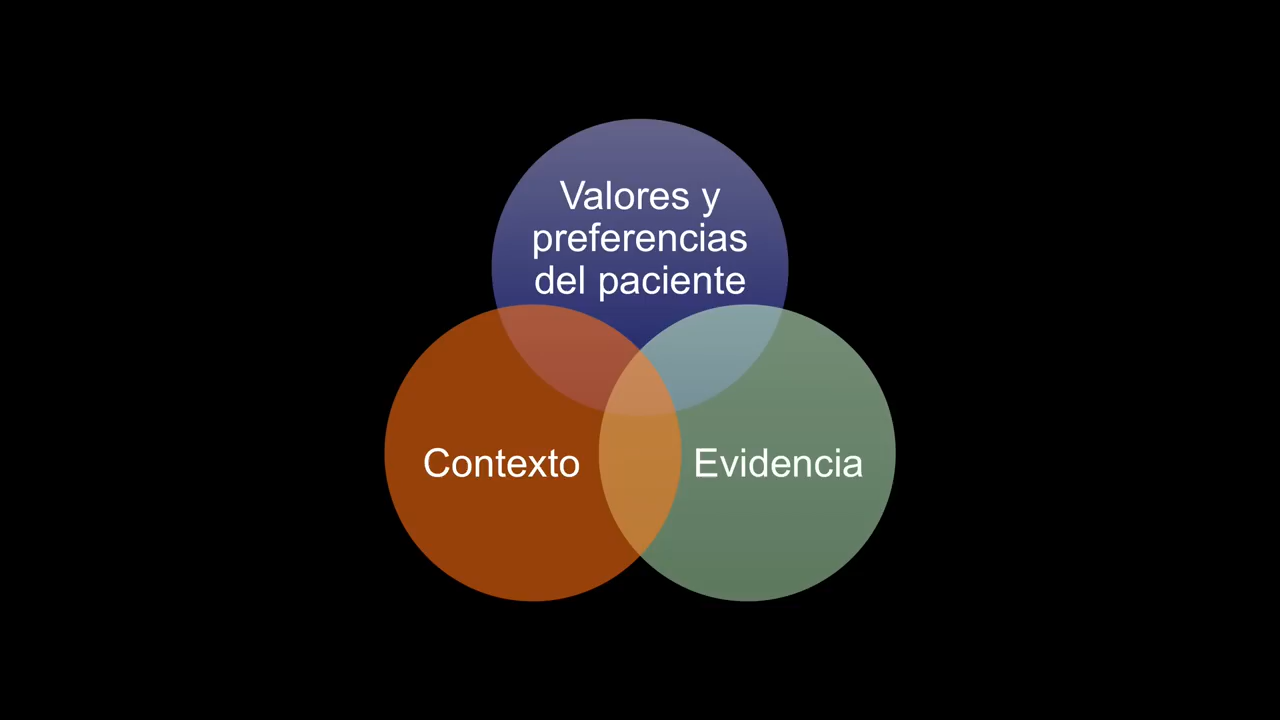 Valores y
preferencias
del paciente
Contexto
Evidencia